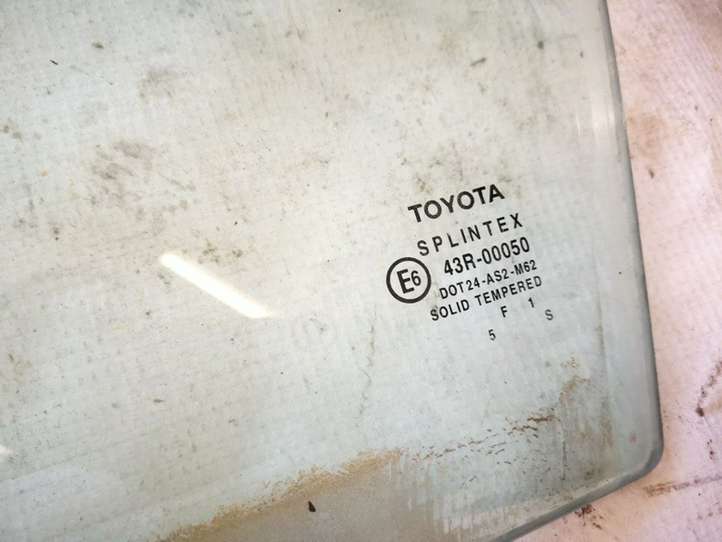 TOYOTA
SPLINTEX
E6 43R-00050
DOT24-AS2-M62
SOLID TEMPERED
F 1
5 S